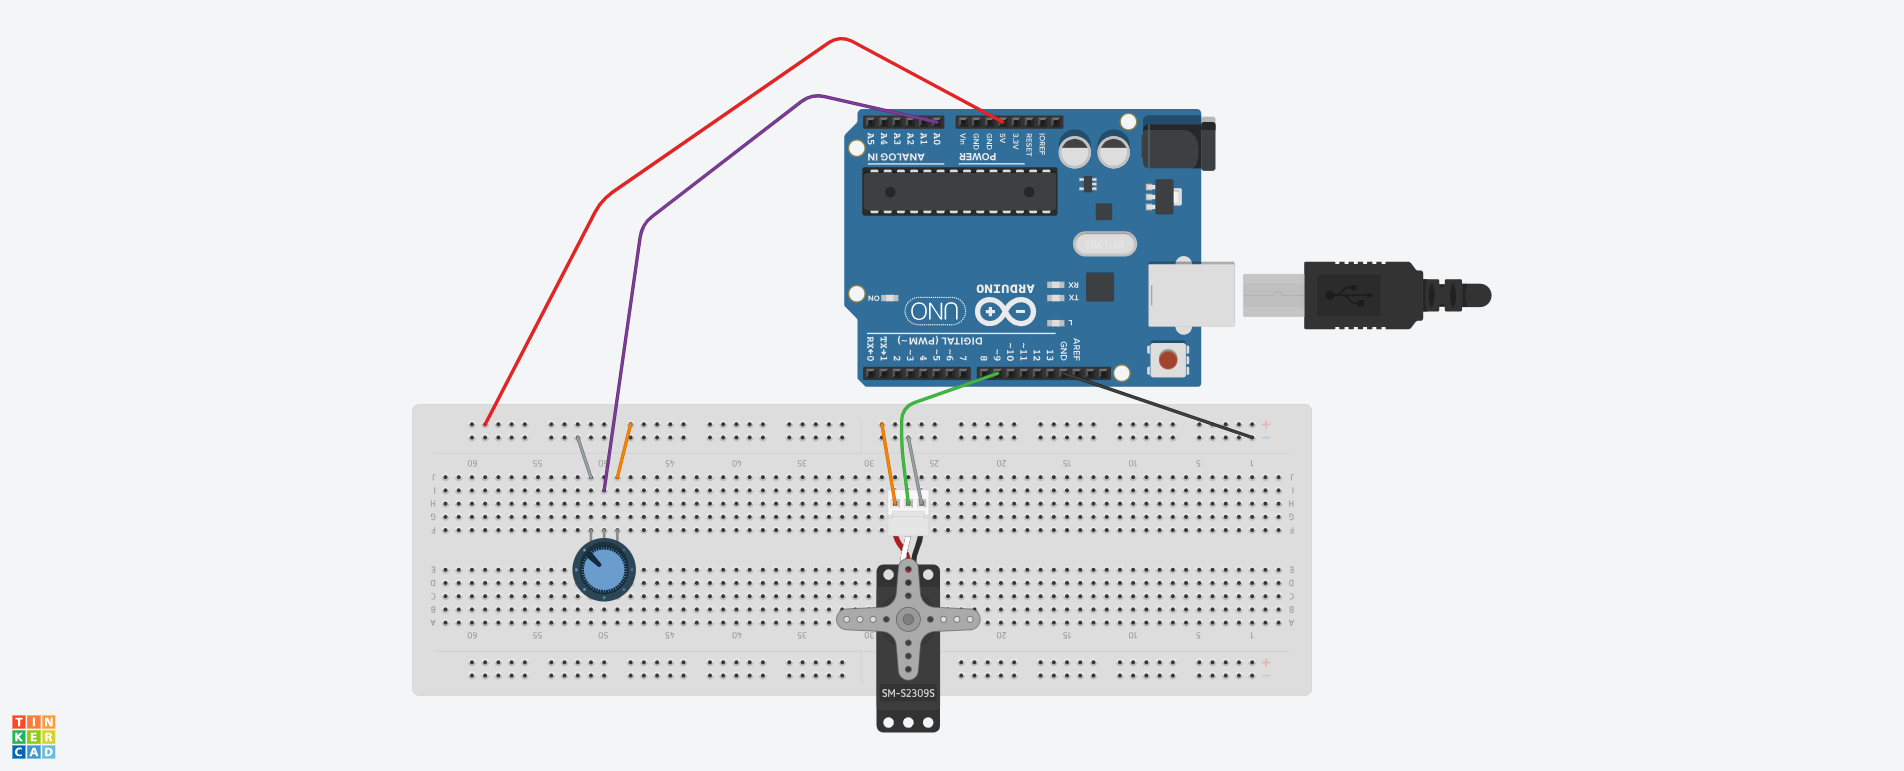 A5 A4 A3 A2 A1 A0 Vin GND GND 5V 3.3V RESET IOREF
ANALOG IN POWER
RX
TX
ON
UNO
ARDUINO
L
DIGITAL (PWM~)
RX←0 TX→1 2 ~3 4 ~5 ~6 7 8 ~9 ~10 ~11 12 13 GND AREF
+
−
60 55 50 45 40 35 30 25 20 15 10 5 1
J J
I I
H H
G G
F F
E E
D D
C C
B B
A A
60 55 50 45 40 35 30 20 15 10 5 1
+
−
SM-S2309S
TIN
KER
CAD